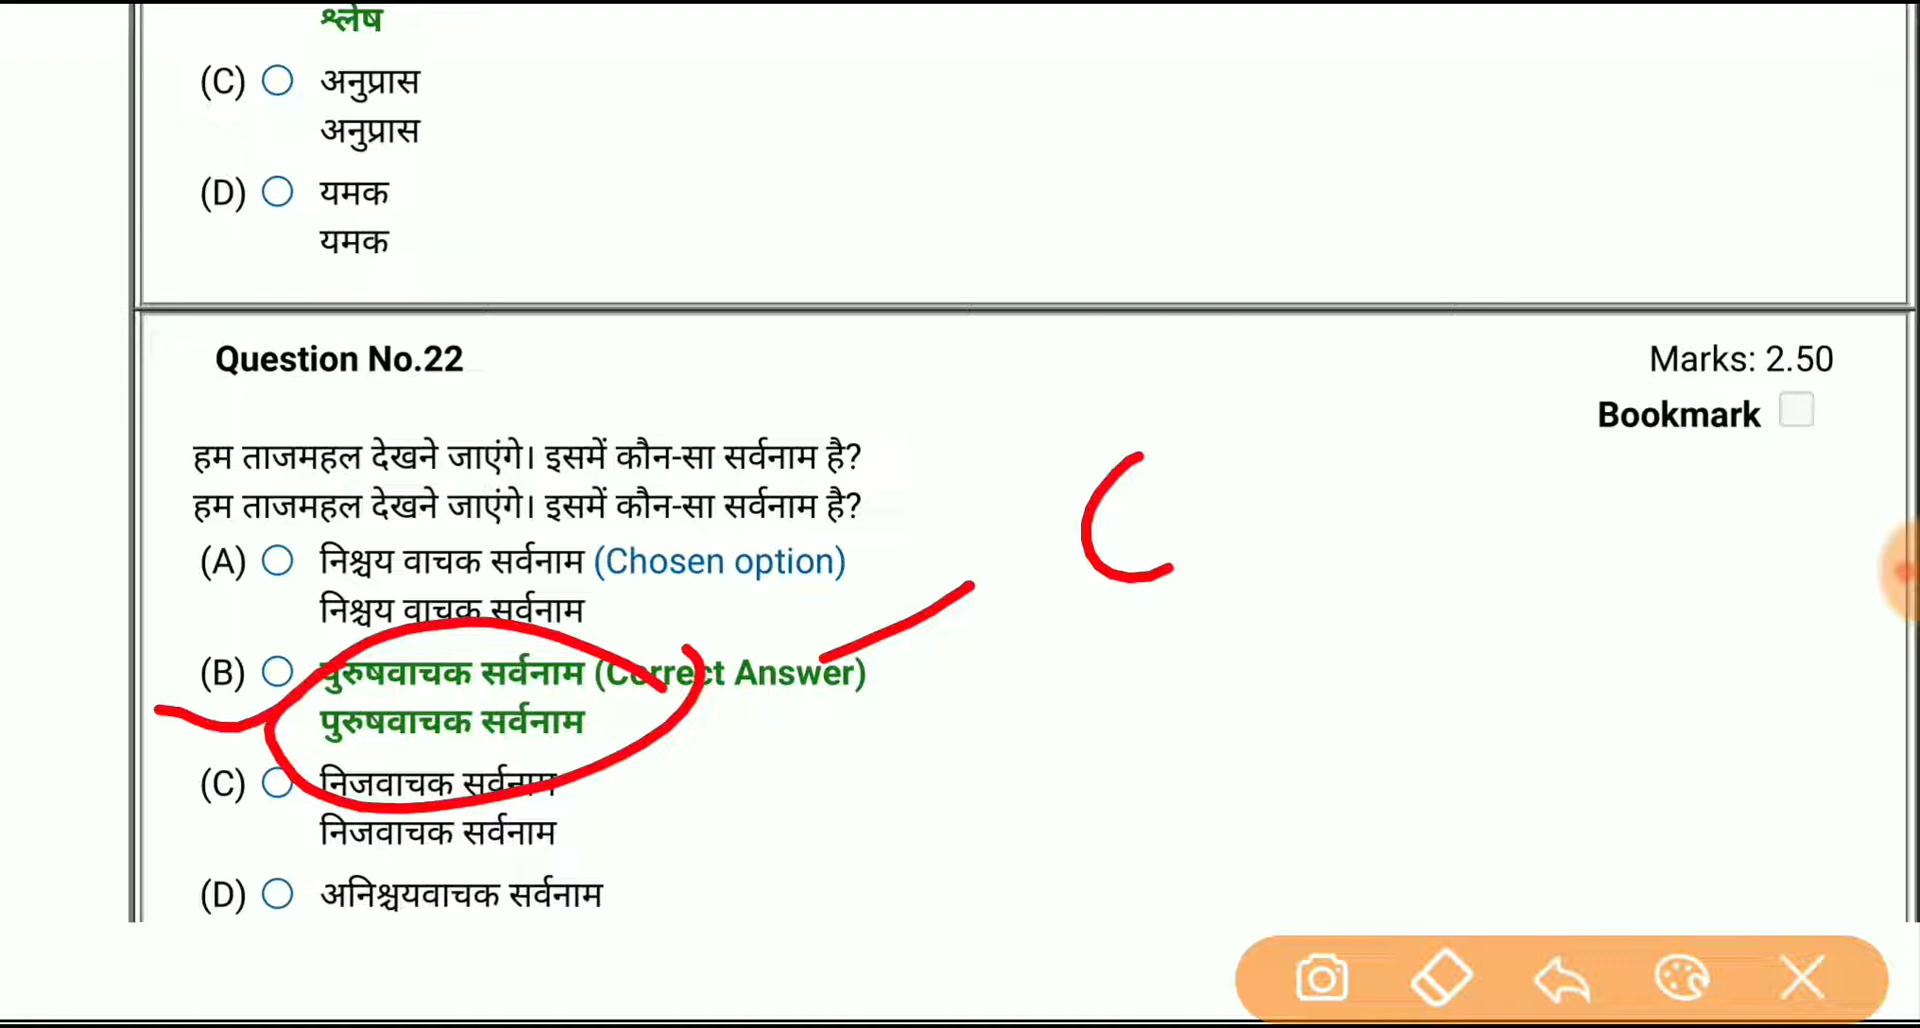 श्लेष
(C) अनुप्रास
अनुप्रास
(D) यमक
यमक
Question No.22
Marks: 2.50
Bookmark
हम ताजमहल देखने जाएंगे। इसमें कौन-सा सर्वनाम है?
हम ताजमहल देखने जाएंगे। इसमें कौन-सा सर्वनाम है?
(A) निश्चय वाचक सर्वनाम (Chosen option)
निश्चय वाचक सर्वनाम
(B) पुरुषवाचक सर्वनाम (Correct Answer)
पुरुषवाचक सर्वनाम
(C) निजवाचक सर्वनाम
निजवाचक सर्वनाम
(D) अनिश्चयवाचक सर्वनाम